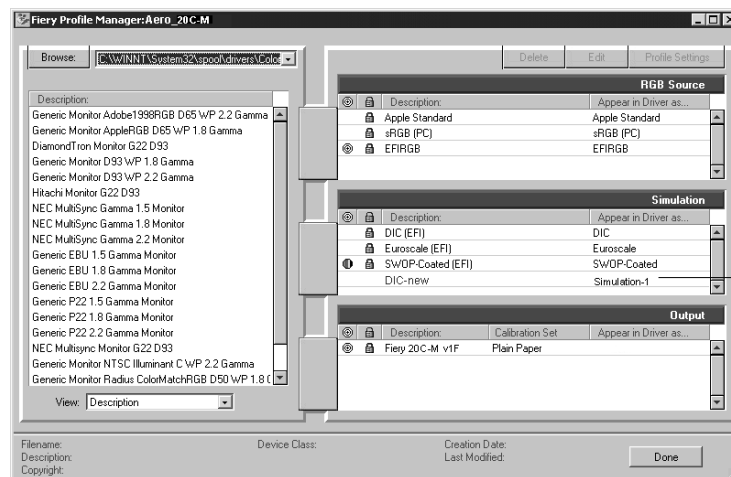 Fiery Profile Manager:Aero_20C-M
Browse: C:\WINNT\System32\spool\drivers\Color
Description:
Generic Monitor Adobe1998RGB D65 WP 2.2 Gamma
Generic Monitor AppleRGB D65 WP 1.8 Gamma
DiamondTron Monitor G22 D93
Generic Monitor D93 WP 1.8 Gamma
Generic Monitor D93 WP 2.2 Gamma
Hitachi Monitor G22 D93
NEC MultiSync Gamma 1.5 Monitor
NEC MultiSync Gamma 1.8 Monitor
NEC MultiSync Gamma 2.2 Monitor
Generic EBU 1.5 Gamma Monitor
Generic EBU 1.8 Gamma Monitor
Generic EBU 2.2 Gamma Monitor
Generic P22 1.5 Gamma Monitor
Generic P22 1.8 Gamma Monitor
Generic P22 2.2 Gamma Monitor
NEC Multisync Monitor G22 D93
Generic Monitor NTSC Illuminant C WP 2.2 Gamma
Generic Monitor Radius ColorMatchRGB D50 WP 1.8 (
View: Description
Delete Edit Profile Settings
RGB Source
Description: Appear in Driver as...
Apple Standard Apple Standard
sRGB (PC) sRGB (PC)
EFIRGB EFIRGB
Simulation
Description: Appear in Driver as...
DIC (EFI) DIC
Euroscale (EFI) Euroscale
SWOP-Coated (EFI) SWOP-Coated
DIC-new Simulation-1
Output
Description: Calibration Set Appear in Driver as...
Fiery 20C-M v1F Plain Paper
Filename: Device Class: Creation Date:
Description: Last Modified:
Copyright:
Done